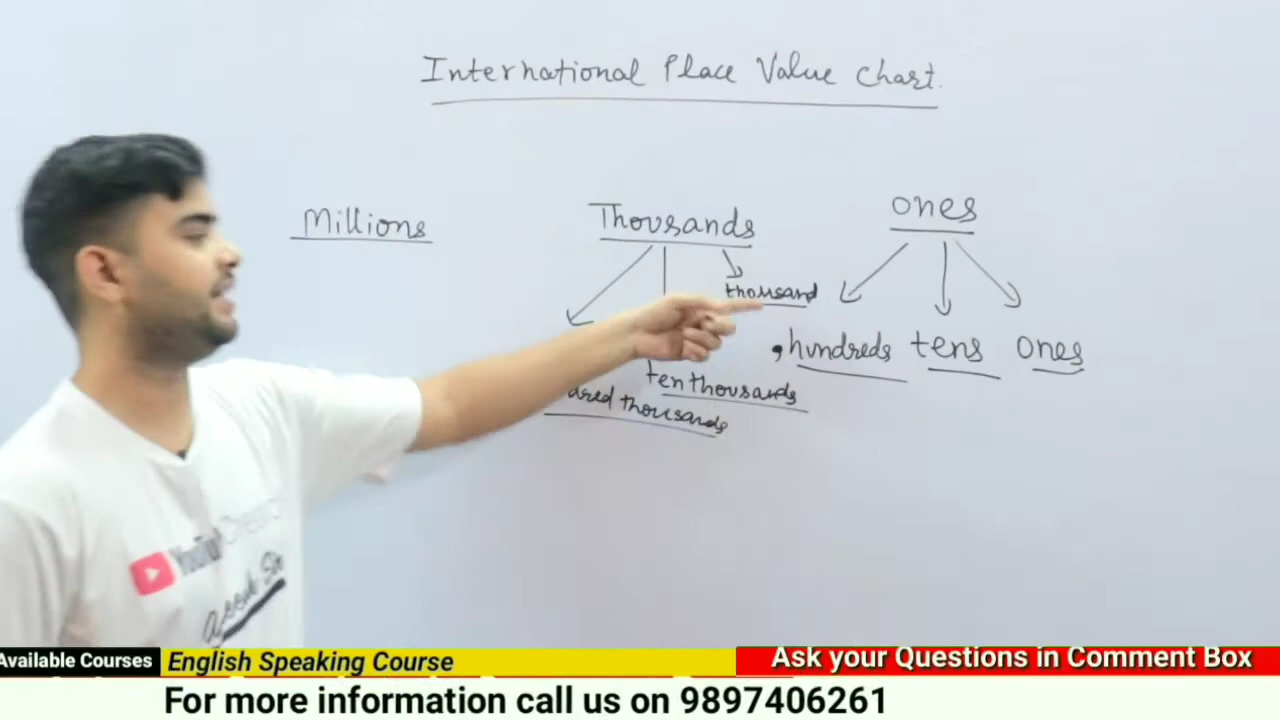 International Place Value Chart.
Millions
Thousands
ones
thousand
, hundreds tens ones
ten thousands
dred thousands
YouTu
Available Courses
English Speaking Course
Ask your Questions in Comment Box
For more information call us on 9897406261